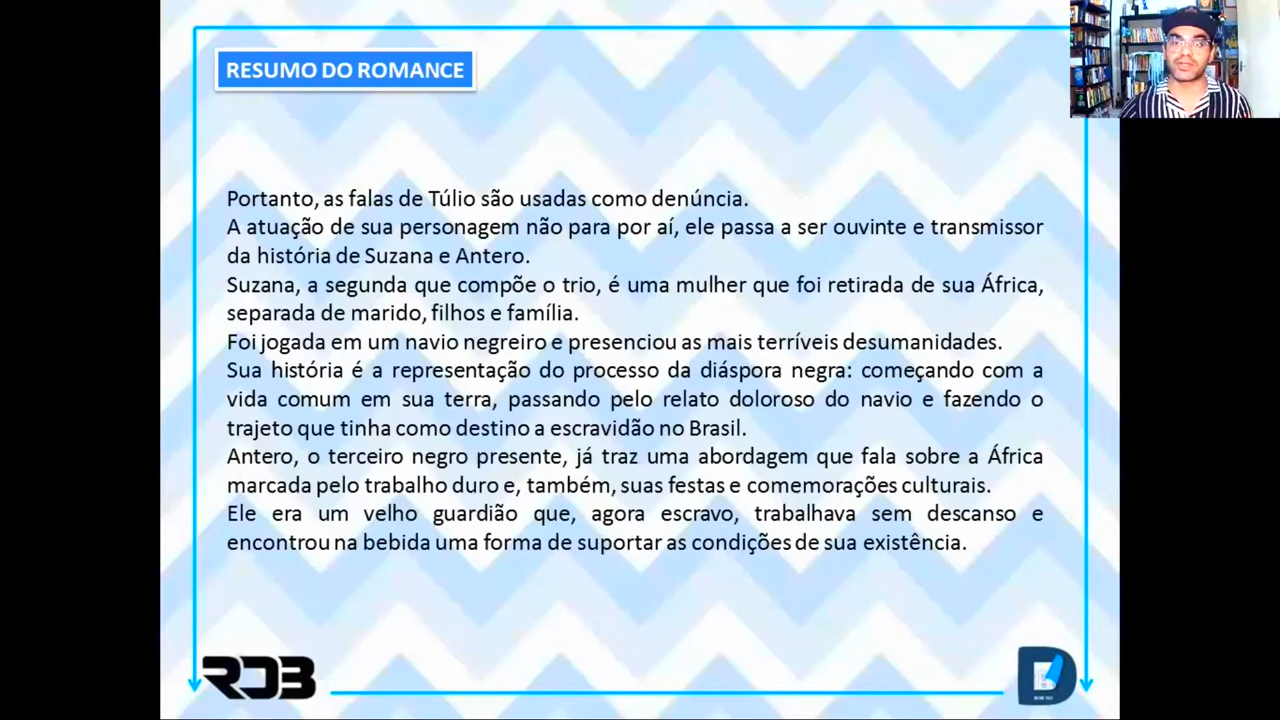 RESUMO DO ROMANCE
Portanto, as falas de Túlio são usadas como denúncia.
A atuação de sua personagem não para por aí, ele passa a ser ouvinte e transmissor
da história de Suzana e Antero.
Suzana, a segunda que compõe o trio, é uma mulher que foi retirada de sua África,
separada de marido, filhos e família.
Foi jogada em um navio negreiro e presenciou as mais terríveis desumanidades.
Sua história é a representação do processo da diáspora negra: começando com a
vida comum em sua terra, passando pelo relato doloroso do navio e fazendo o
trajeto que tinha como destino a escravidão no Brasil.
Antero, o terceiro negro presente, já traz uma abordagem que fala sobre a África
marcada pelo trabalho duro e, também, suas festas e comemorações culturais.
Ele era um velho guardião que, agora escravo, trabalhava sem descanso e
encontrou na bebida uma forma de suportar as condições de sua existência.
RDB
D